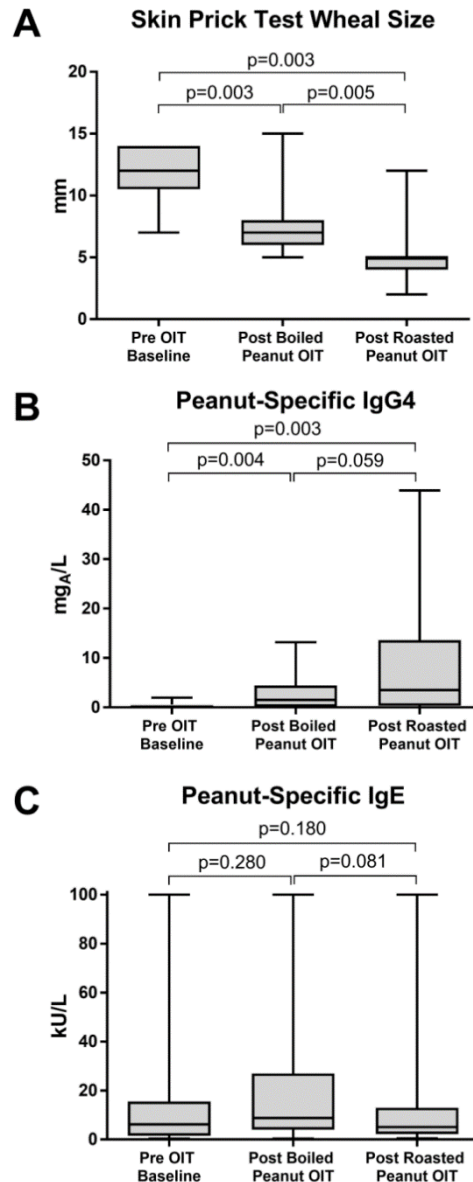 A
Skin Prick Test Wheal Size
p=0.003
p=0.003
p=0.005
20
15
10
5
0
mm
Pre OIT
Baseline
Post Boiled
Peanut OIT
Post Roasted
Peanut OIT
B
Peanut-Specific IgG4
p=0.003
p=0.004
p=0.059
50
40
30
20
10
0
mgA/L
Pre OIT
Baseline
Post Boiled
Peanut OIT
Post Roasted
Peanut OIT
C
Peanut-Specific IgE
p=0.180
p=0.280
p=0.081
100
80
60
40
20
0
kU/L
Pre OIT
Baseline
Post Boiled
Peanut OIT
Post Roasted
Peanut OIT